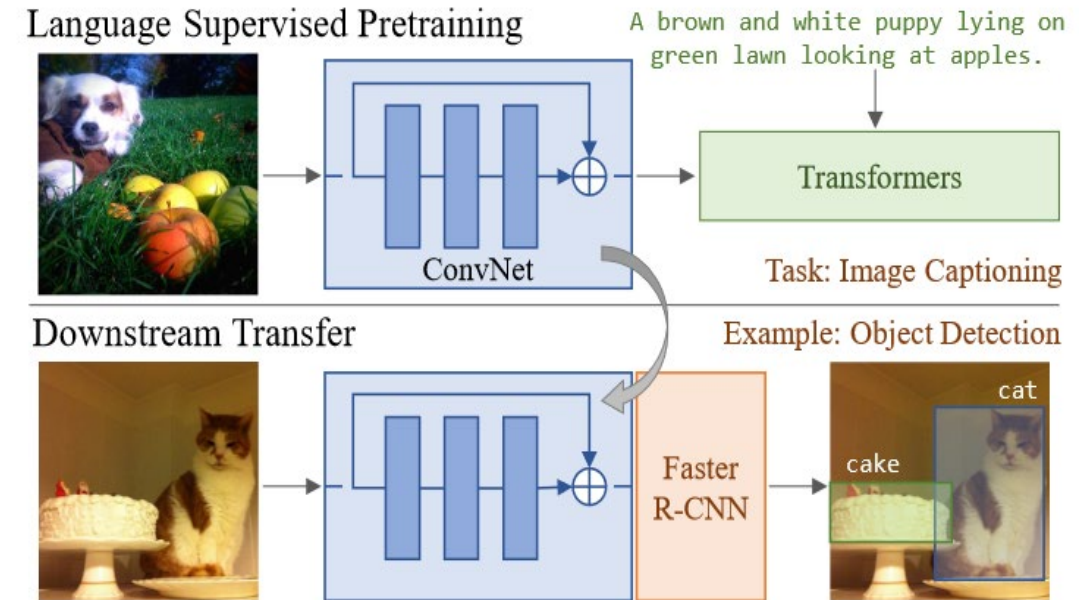 Language Supervised Pretraining
A brown and white puppy lying on
green lawn looking at apples.
Transformers
ConvNet
Task: Image Captioning
Downstream Transfer
Example: Object Detection
cat
cake
Faster
R-CNN